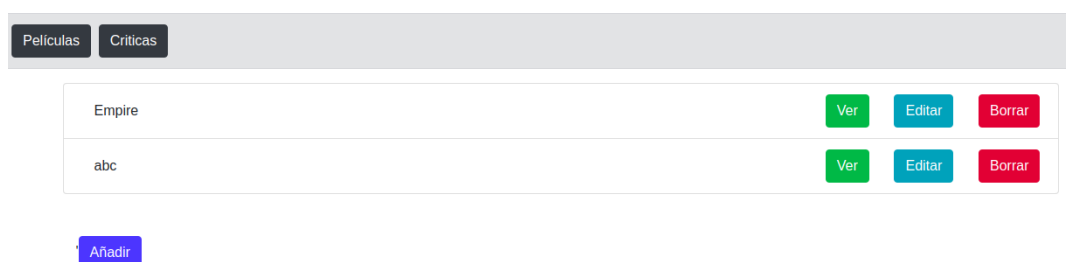 Películas Criticas
Empire Ver Editar Borrar
abc Ver Editar Borrar
'Añadir